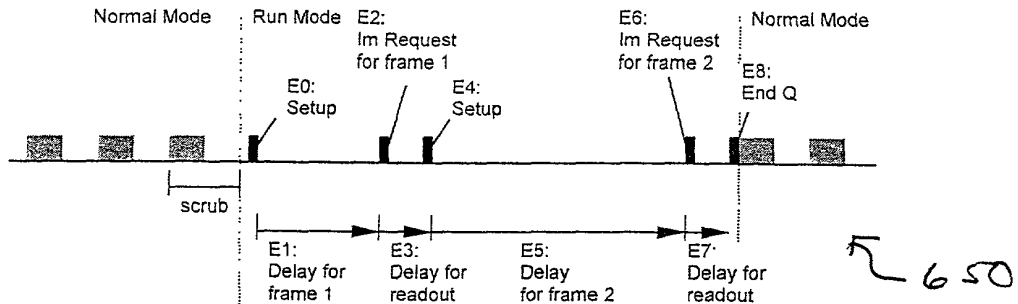 Normal Mode
Run Mode
E2:
Im Request
for frame 1
E6:
Im Request
for frame 2
Normal Mode
E0:
Setup
E4:
Setup
E8:
End Q
scrub
E1:
Delay for
frame 1
E3:
Delay for
readout
E5:
Delay
for frame 2
E7:
Delay for
readout
650